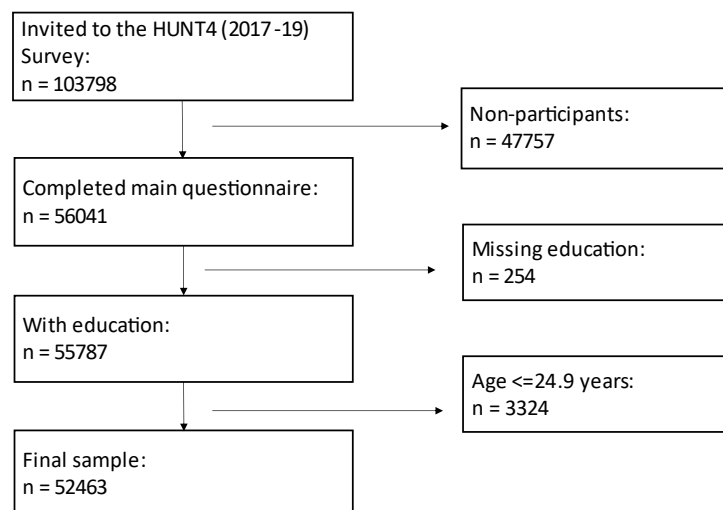 Invited to the HUNT4 (2017-19)
Survey:
n = 103798
Non-participants:
n = 47757
Completed main questionnaire:
n = 56041
Missing education:
n = 254
With education:
n = 55787
Age <=24.9 years:
n = 3324
Final sample:
n = 52463